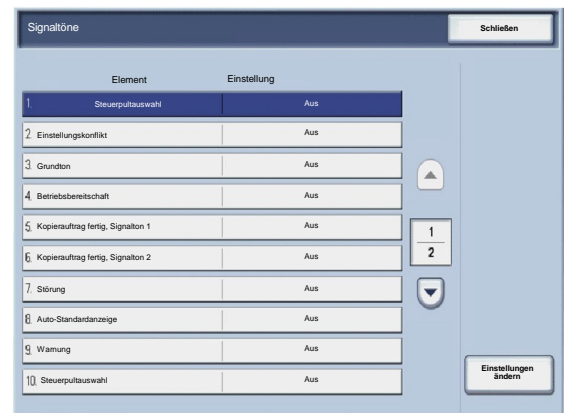 Signaltöne
Schließen
Element Einstellung
1. Steuerpultauswahl Aus
2. Einstellungskonflikt Aus
3. Grundton Aus
4. Betriebsbereitschaft Aus
5. Kopierauftrag fertig, Signalton 1 Aus
6. Kopierauftrag fertig, Signalton 2 Aus
7. Störung Aus
8. Auto-Standardanzeige Aus
9. Warnung Aus
10. Steuerpultauswahl Aus
1
2
Einstellungen
ändern